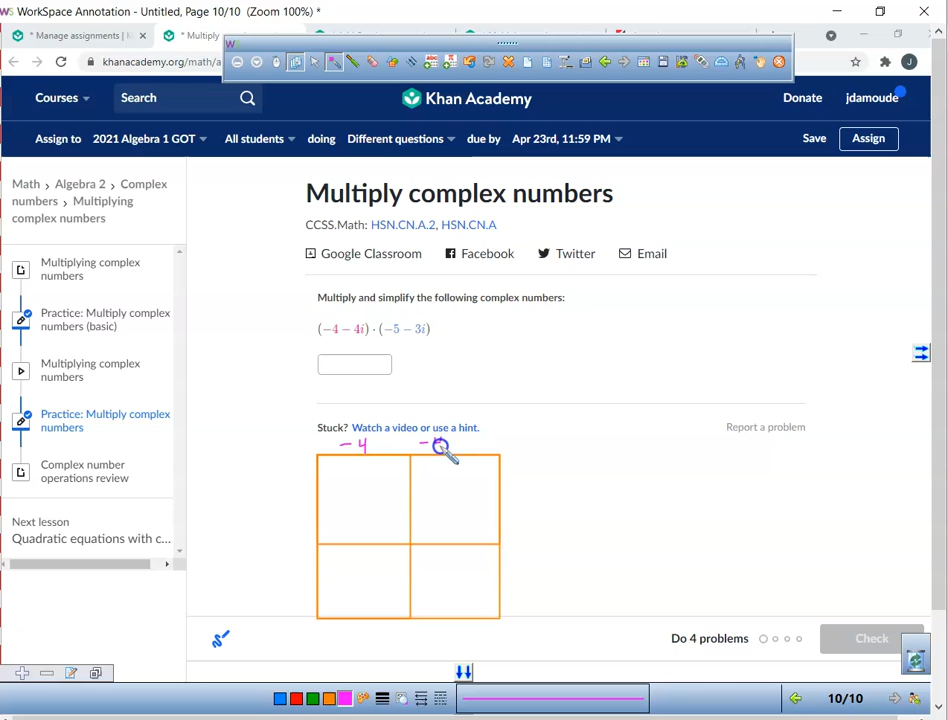 WorkSpace Annotation - Untitled, Page 10/10 (Zoom 100%) *
* Manage assignments |
* Multiply
khanacademy.org/math/a
J
Courses
Search
Khan Academy
Donate
jdamoude
Assign to 2021 Algebra 1 GOT All students doing Different questions due by Apr 23rd, 11:59 PM
Save
Assign
Math > Algebra 2 > Complex
numbers > Multiplying
complex numbers
Multiplying complex
numbers
Practice: Multiply complex
numbers (basic)
Multiplying complex
numbers
Practice: Multiply complex
numbers
Complex number
operations review
Next lesson
Quadratic equations with c...
Multiply complex numbers
CCSS.Math: HSN.CN.A.2, HSN.CN.A
Google Classroom Facebook Twitter Email
Multiply and simplify the following complex numbers:
(−4 − 4i) · (−5 − 3i)
Stuck? Watch a video or use a hint.
Report a problem
−4
Do 4 problems
Check
10/10